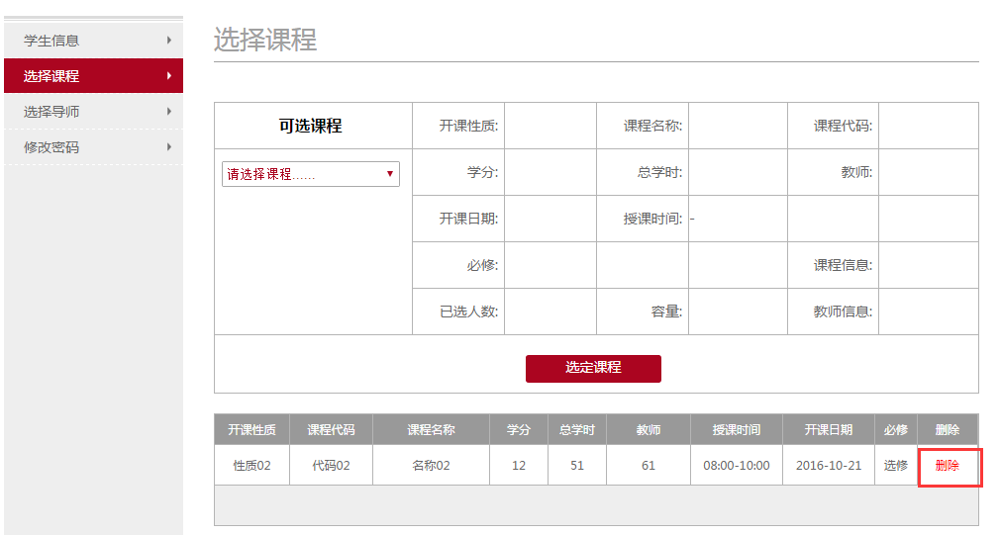 学生信息
选择课程
选择导师
修改密码
选择课程
可选课程 开课性质: 课程名称: 课程代码:
请选择课程...... 学分: 总学时: 教师:
开课日期: 授课时间: -
必修: 课程信息:
已选人数: 容量: 教师信息:
选定课程
开课性质 课程代码 课程名称 学分 总学时 教师 授课时间 开课日期 必修 删除
性质02 代码02 名称02 12 51 61 08:00-10:00 2016-10-21 选修 删除